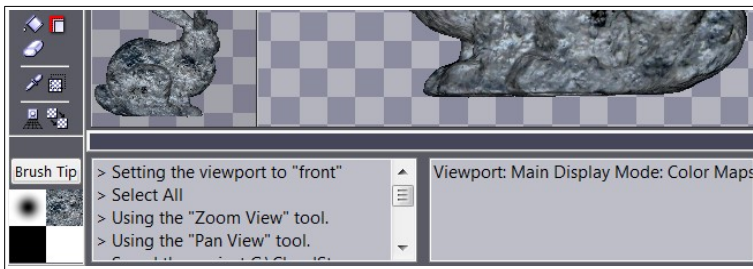 Brush Tip
> Setting the viewport to "front"
> Select All
> Using the "Zoom View" tool.
> Using the "Pan View" tool.
Viewport: Main Display Mode: Color Maps